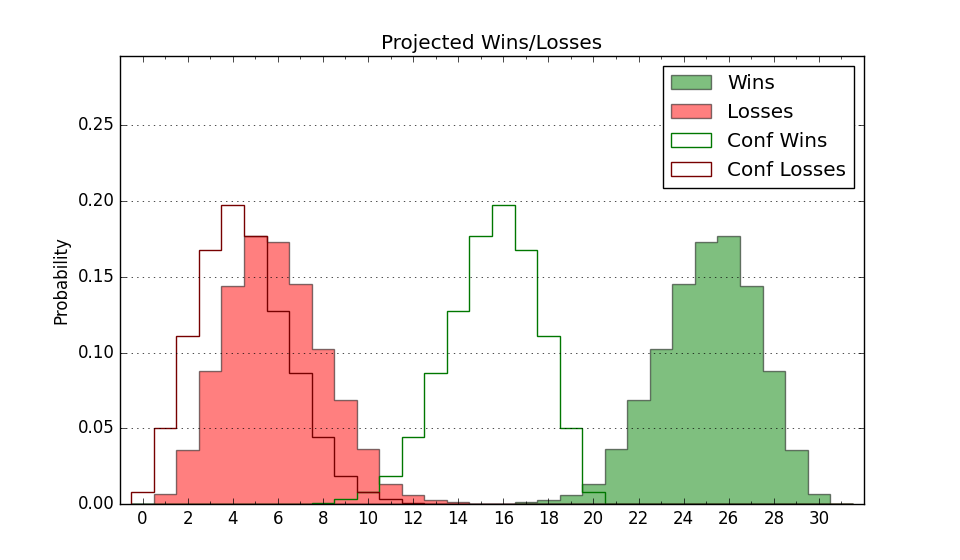 Projected Wins/Losses
Wins
Losses
Conf Wins
Conf Losses
Probability
0.25
0.20
0.15
0.10
0.05
0.00
0 2 4 6 8 10 12 14 16 18 20 22 24 26 28 30